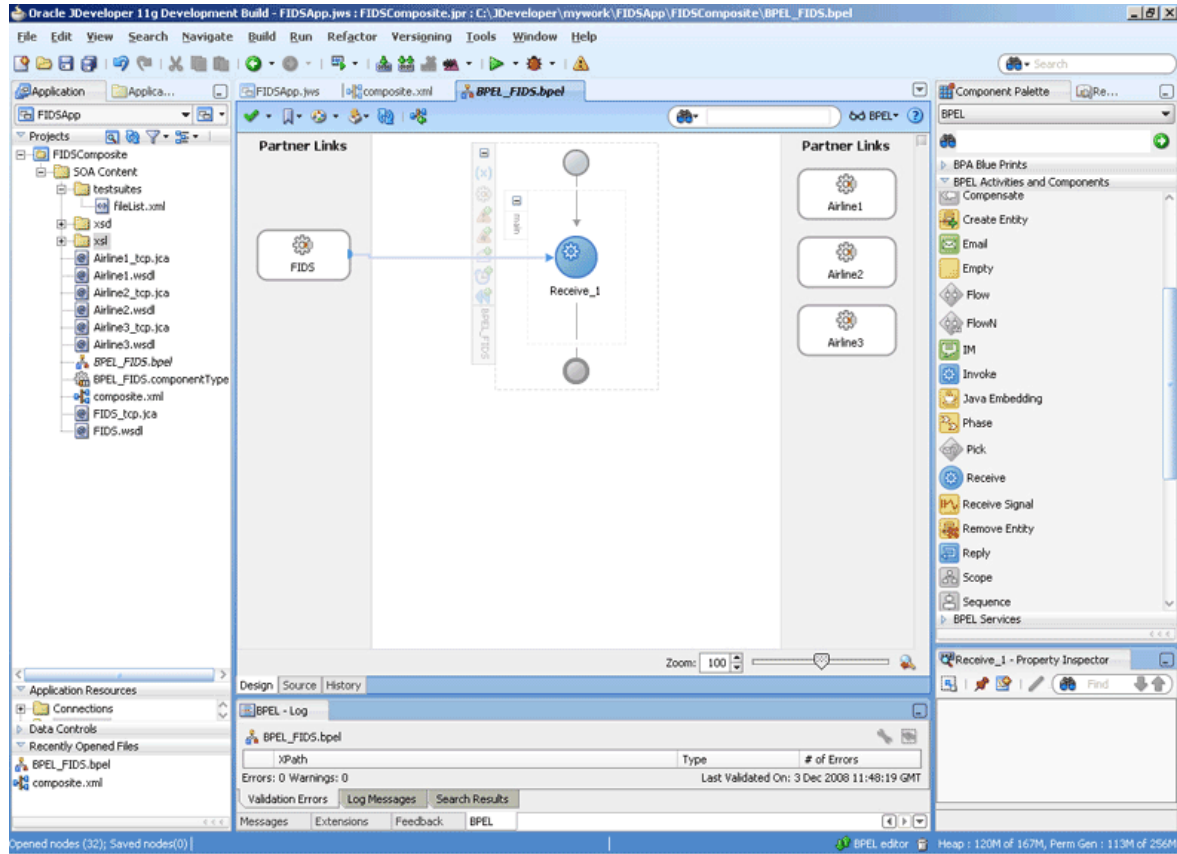 Oracle JDeveloper 11g Development Build - FIDSApp.jws : FIDSComposite.jpr : C:\JDeveloper\mywork\FIDSApp\FIDSComposite\BPEL_FIDS.bpel
File Edit View Search Navigate Build Run Refactor Versioning Tools Window Help
Search
Application Applica...
FIDSApp.jws composite.xml BPEL_FIDS.bpel
Component Palette Re...
FIDSApp
BPEL
BPEL
Projects
FIDSComposite
SOA Content
testsuites
fileList.xml
xsd
xsl
Airline1_tcp.jca
Airline1.wsdl
Airline2_tcp.jca
Airline2.wsdl
Airline3_tcp.jca
Airline3.wsdl
BPEL_FIDS.bpel
BPEL_FIDS.componentType
composite.xml
FIDS_tcp.jca
FIDS.wsdl
Application Resources
Connections
Data Controls
Recently Opened Files
BPEL_FIDS.bpel
composite.xml
Partner Links
FIDS
(x)
BPEL_FIDS
main
Receive_1
Partner Links
Airline1
Airline2
Airline3
Zoom: 100
Design Source History
BPEL - Log
BPEL_FIDS.bpel
XPath Type # of Errors
Errors: 0 Warnings: 0 Last Validated On: 3 Dec 2008 11:48:19 GMT
Validation Errors Log Messages Search Results
Messages Extensions Feedback BPEL
BPA Blue Prints
BPEL Activities and Components
Compensate
Create Entity
Email
Empty
Flow
FlowN
IM
Invoke
Java Embedding
Phase
Pick
Receive
Receive Signal
Remove Entity
Reply
Scope
Sequence
BPEL Services
Receive_1 - Property Inspector
Find
Opened nodes (32); Saved nodes(0) BPEL editor Heap : 120M of 167M, Perm Gen : 113M of 256M